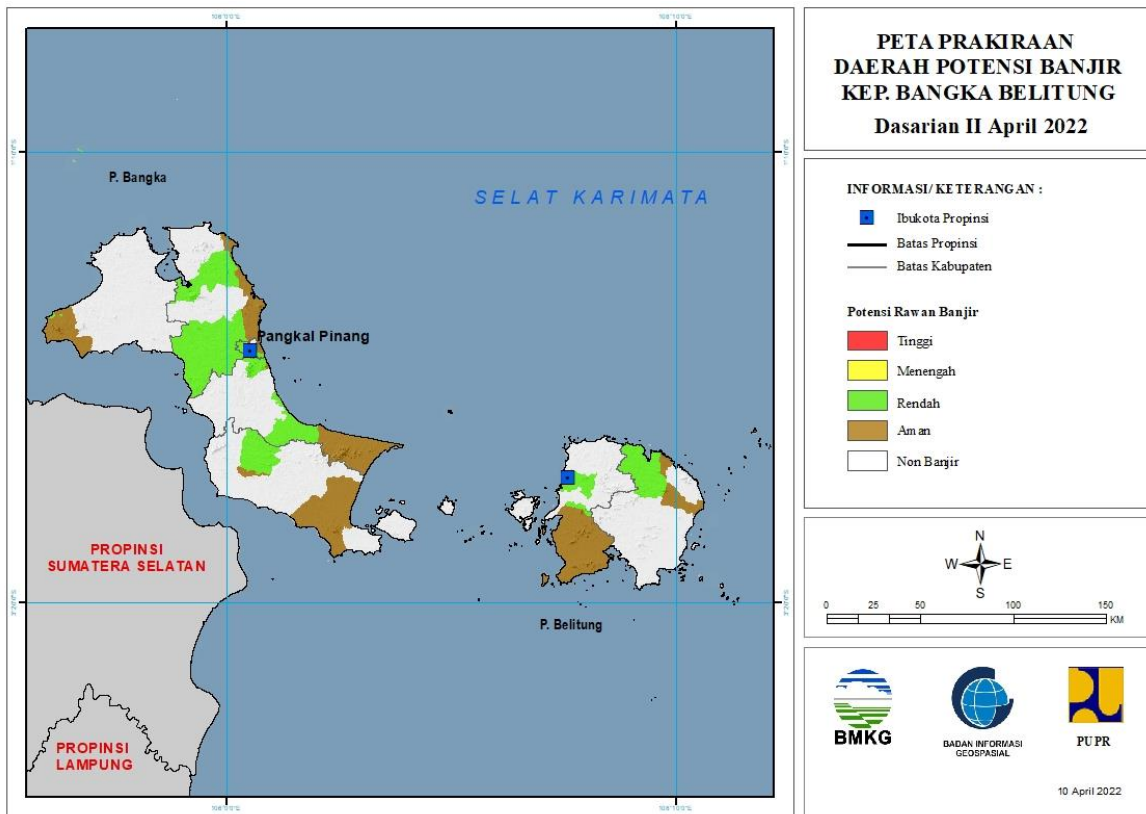 PETA PRAKIRAAN
DAERAH POTENSI BANJIR
KEP. BANGKA BELITUNG
Dasarian II April 2022
P. Bangka
SELAT KARIMATA
Pangkal Pinang
PROPINSI
SUMATERA SELATAN
P. Belitung
PROPINSI
LAMPUNG
INFORMASI/ KETERANGAN :
Ibukota Propinsi
Batas Propinsi
Batas Kabupaten
Potensi Rawan Banjir
Tinggi
Menengah
Rendah
Aman
Non Banjir
N
W E
S
0 25 50 100 150
KM
BMKG
BADAN INFORMASI
GEOSPASIAL
PUPR
10 April 2022